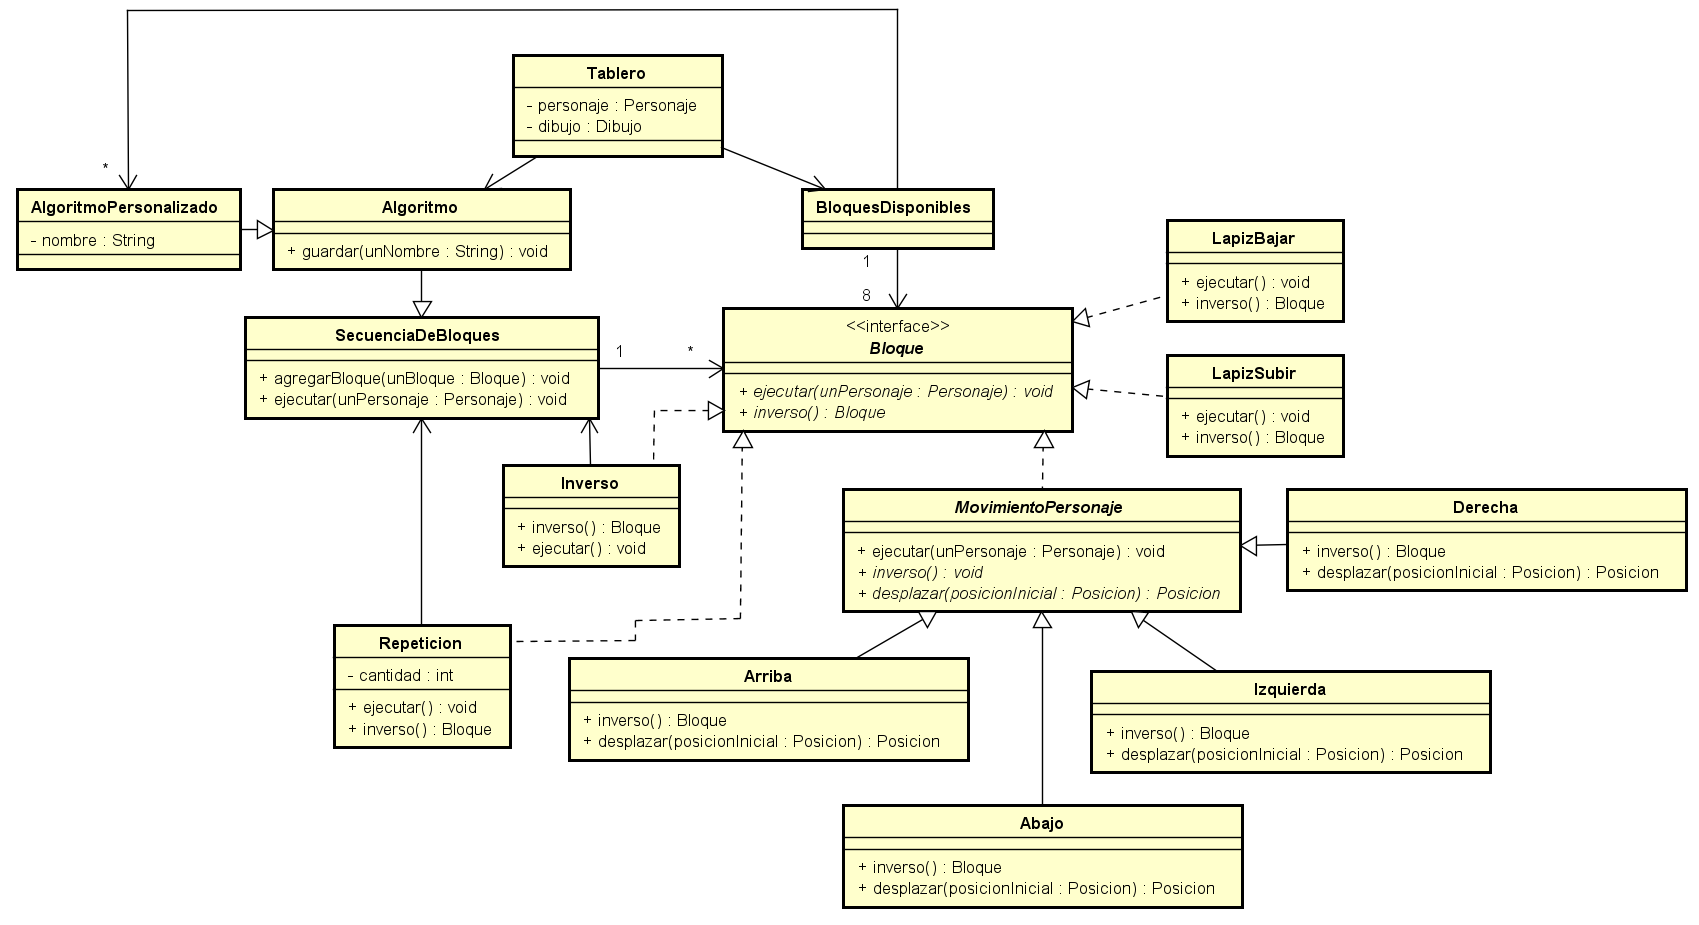 Tablero
- personaje : Personaje
- dibujo : Dibujo
*
AlgoritmoPersonalizado
- nombre : String
Algoritmo
+ guardar(unNombre : String) : void
BloquesDisponibles
1
8
LapizBajar
+ ejecutar() : void
+ inverso() : Bloque
SecuenciaDeBloques
+ agregarBloque(unBloque : Bloque) : void
+ ejecutar(unPersonaje : Personaje) : void
1
*
<<interface>>
Bloque
+ ejecutar(unPersonaje : Personaje) : void
+ inverso() : Bloque
LapizSubir
+ ejecutar() : void
+ inverso() : Bloque
Inverso
+ inverso() : Bloque
+ ejecutar() : void
MovimientoPersonaje
+ ejecutar(unPersonaje : Personaje) : void
+ inverso() : void
+ desplazar(posicionInicial : Posicion) : Posicion
Derecha
+ inverso() : Bloque
+ desplazar(posicionInicial : Posicion) : Posicion
Repeticion
- cantidad : int
+ ejecutar() : void
+ inverso() : Bloque
Arriba
+ inverso() : Bloque
+ desplazar(posicionInicial : Posicion) : Posicion
Izquierda
+ inverso() : Bloque
+ desplazar(posicionInicial : Posicion) : Posicion
Abajo
+ inverso() : Bloque
+ desplazar(posicionInicial : Posicion) : Posicion